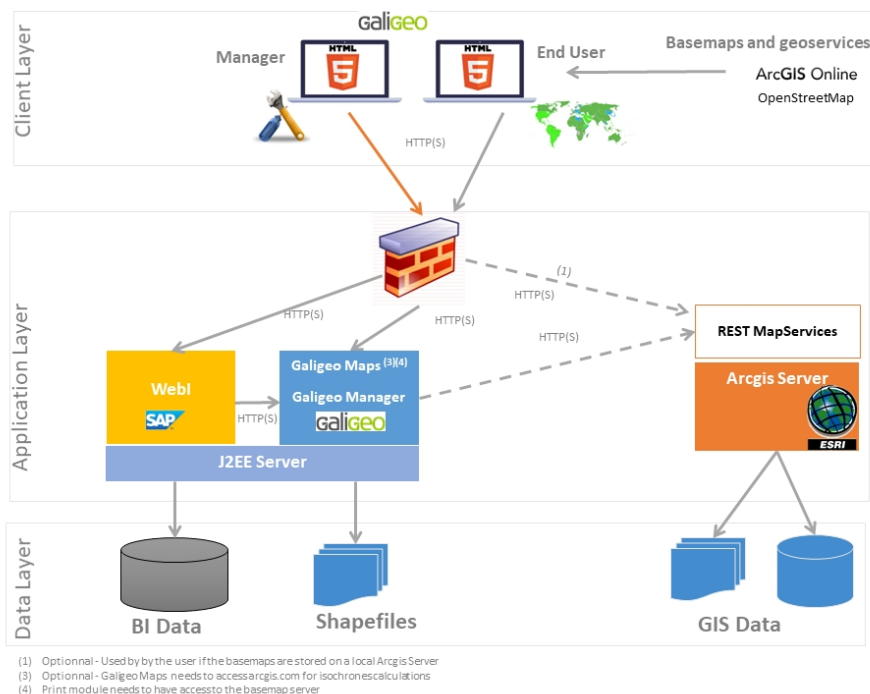 Client Layer
GALIGEO
Manager
HTML
5
HTML
5
End User
Basemaps and geoservices
ArcGIS Online
OpenStreetMap
HTTP(S)
Application Layer
(1)
HTTP(S)
HTTP(S)
HTTP(S)
HTTP(S)
REST MapServices
WebI
SAP
HTTP(S)
Galigeo Maps (3)(4)
Galigeo Manager
GALIGEO
Arcgis Server
ESRI
J2EE Server
Data Layer
BI Data
Shapefiles
GIS Data
(1) Optionnal - Used by by the user if the basemaps are stored on a local Arcgis Server
(3) Optionnal - Galigeo Maps needs to access arcgis.com for isochrones calculations
(4) Print module needs to have access to the basemap server